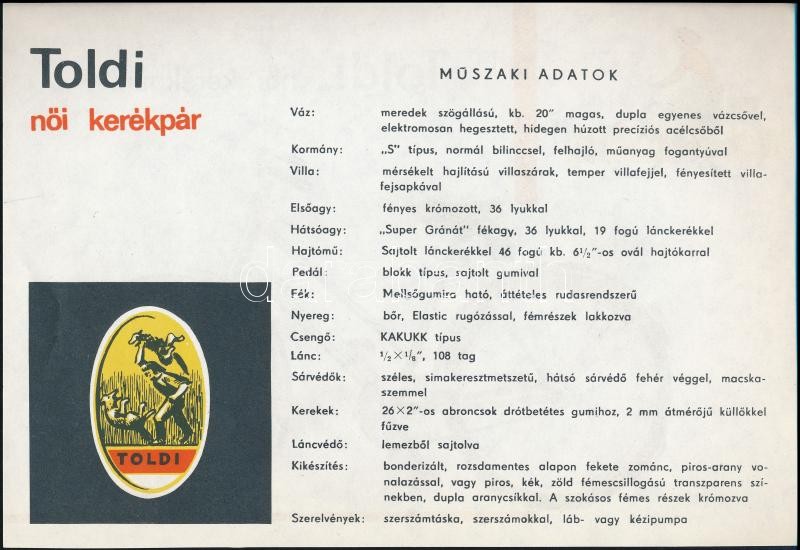 Toldi
női kerékpár
MŰSZAKI ADATOK
Váz: meredek szögállású, kb. 20″ magas, dupla egyenes vázcsővel,
elektromosan hegesztett, hidegen húzott precíziós acélcsőből
Kormány: „S” típus, normál bilinccsel, felhajló, műanyag fogantyúval
Villa: mérsékelt hajlítású villaszárak, temper villafejjel, fényesített villa-
fejsapkával
Elsőagy: fényes krómozott, 36 lyukkal
Hátsóagy: „Super Gránát” fékagy, 36 lyukkal, 19 fogú lánckerékkel
Hajtómű: Sajtolt lánckerékkel 46 fogú kb. 6 1/2″-os ovál hajtókarral
Pedál: blokk típus, sajtolt gumival
Fék: Mellsőgumira ható, áttételes rudasrendszerű
Nyereg: bőr, Elastic rugózással, fémrészek lakkozva
Csengő: KAKUKK típus
Lánc: 1/2×1/8″, 108 tag
Sárvédők: széles, simakeresztmetszetű, hátsó sárvédő fehér véggel, macska-
szemmel
Kerekek: 26×2″-os abroncsok drótbetétes gumihoz, 2 mm átmérőjű küllőkkel
fűzve
Láncvédő: lemezből sajtolva
Kikészítés: bonderizált, rozsdamentes alapon fekete zománc, piros-arany vo-
nalazással, vagy piros, kék, zöld fémescsillogású transzparens szí-
nekben, dupla aranycsíkkal. A szokásos fémes részek krómozva
Szerelvények: szerszámtáska, szerszámokkal, láb- vagy kézipumpa
TOLDI